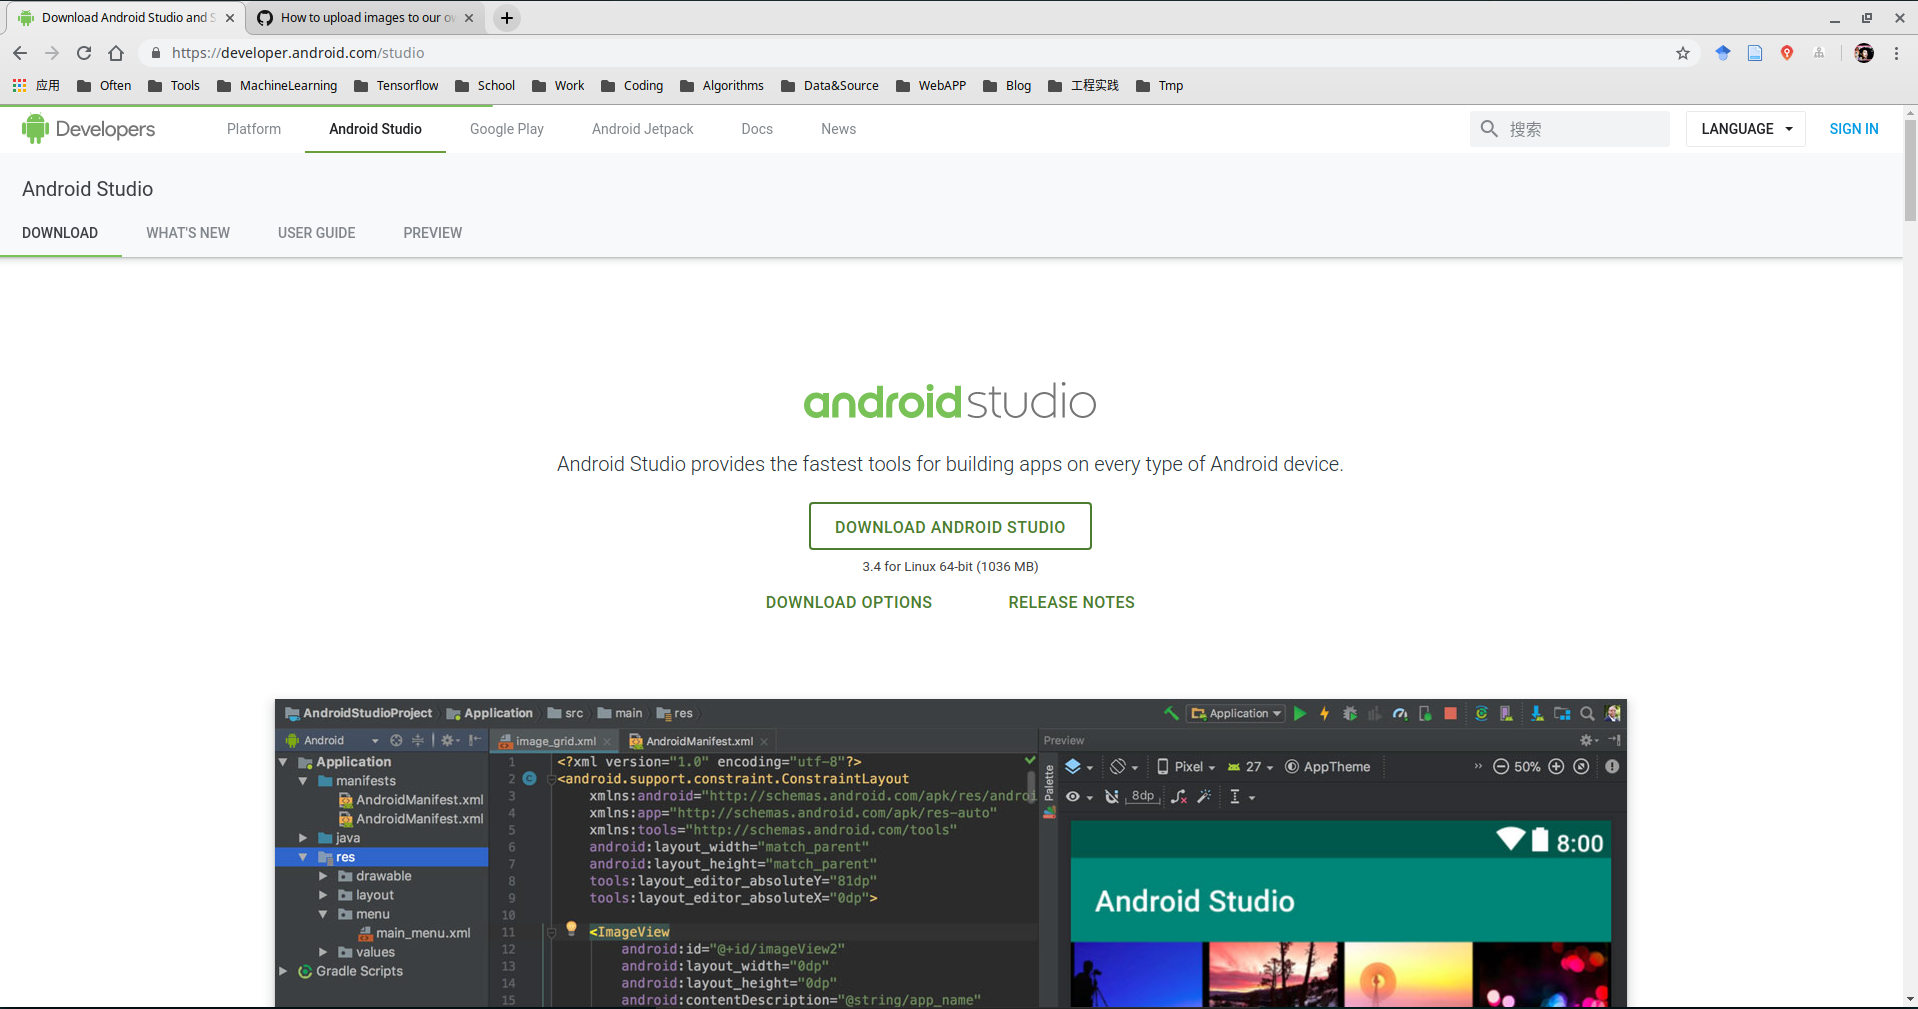 Download Android Studio and S
How to upload images to our ow
https://developer.android.com/studio
应用 Often Tools MachineLearning Tensorflow School Work Coding Algorithms Data&Source WebAPP Blog 工程实践 Tmp
Developers Platform Android Studio Google Play Android Jetpack Docs News 搜索 LANGUAGE SIGN IN
Android Studio
DOWNLOAD WHAT'S NEW USER GUIDE PREVIEW
androidstudio
Android Studio provides the fastest tools for building apps on every type of Android device.
DOWNLOAD ANDROID STUDIO
3.4 for Linux 64-bit (1036 MB)
DOWNLOAD OPTIONS RELEASE NOTES
AndroidStudioProject Application src main res Application
Android
Application
manifests
AndroidManifest.xml
AndroidManifest.xml
java
res
drawable
layout
menu
main_menu.xml
values
Gradle Scripts
image_grid.xml AndroidManifest.xml
1 <?xml version="1.0" encoding="utf-8"?>
2 <android.support.constraint.ConstraintLayout
3 xmlns:android="http://schemas.android.com/apk/res/androi
4 xmlns:app="http://schemas.android.com/apk/res-auto"
5 xmlns:tools="http://schemas.android.com/tools"
6 android:layout_width="match_parent"
7 android:layout_height="match_parent"
8 tools:layout_editor_absoluteY="81dp"
9 tools:layout_editor_absoluteX="0dp">
10
11 <ImageView
12 android:id="@+id/imageView2"
13 android:layout_width="0dp"
14 android:layout_height="0dp"
15 android:contentDescription="@string/app_name"
Preview
Palette
Pixel 27 AppTheme 50%
8dp
8:00
Android Studio